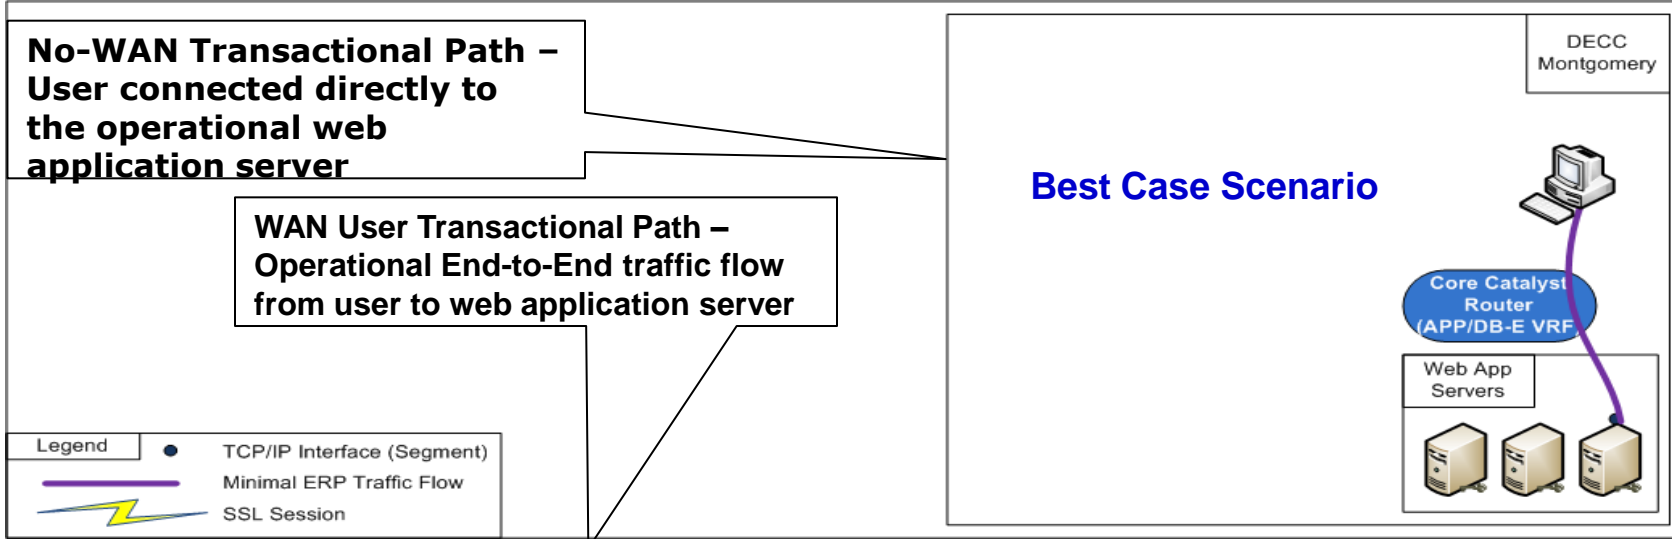 No-WAN Transactional Path –
User connected directly to
the operational web
application server
DECC
Montgomery
Best Case Scenario
WAN User Transactional Path –
Operational End-to-End traffic flow
from user to web application server
Core Catalyst
Router
(APP/DB-E VRF)
Web App
Servers
Legend
TCP/IP Interface (Segment)
Minimal ERP Traffic Flow
SSL Session